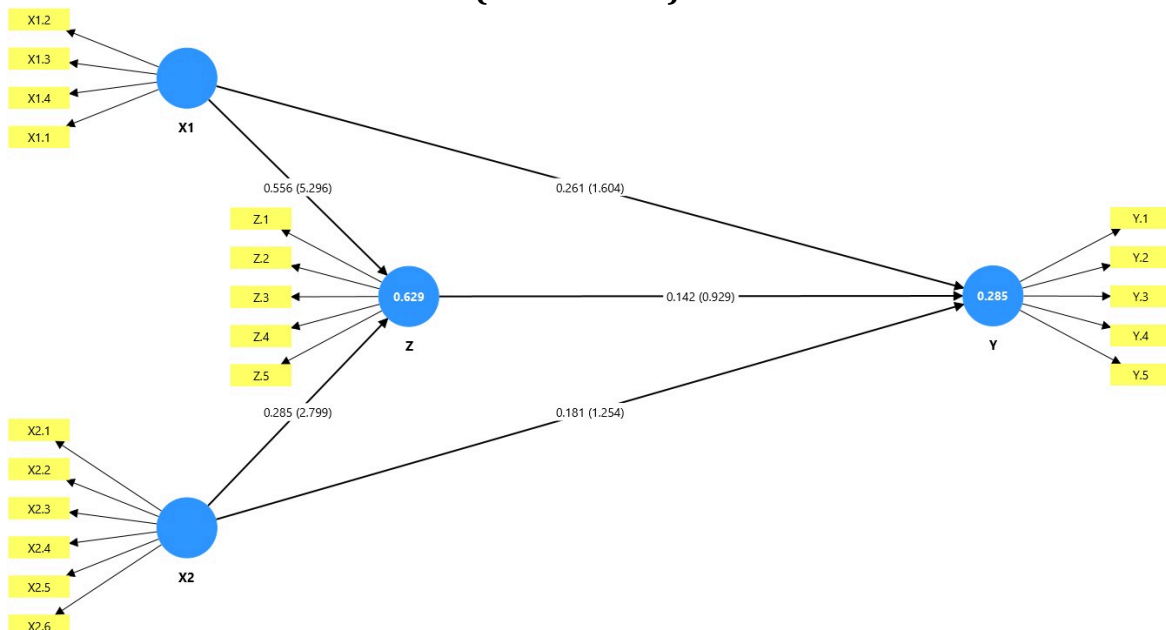 X1.2
X1.3
X1.4
X1.1
X1
0.556 (5.296)
0.261 (1.604)
Z.1
Z.2
Z.3
Z.4
Z.5
0.629
Z
0.142 (0.929)
0.285
Y
Y.1
Y.2
Y.3
Y.4
Y.5
0.285 (2.799)
0.181 (1.254)
X2.1
X2.2
X2.3
X2.4
X2.5
X2.6
X2